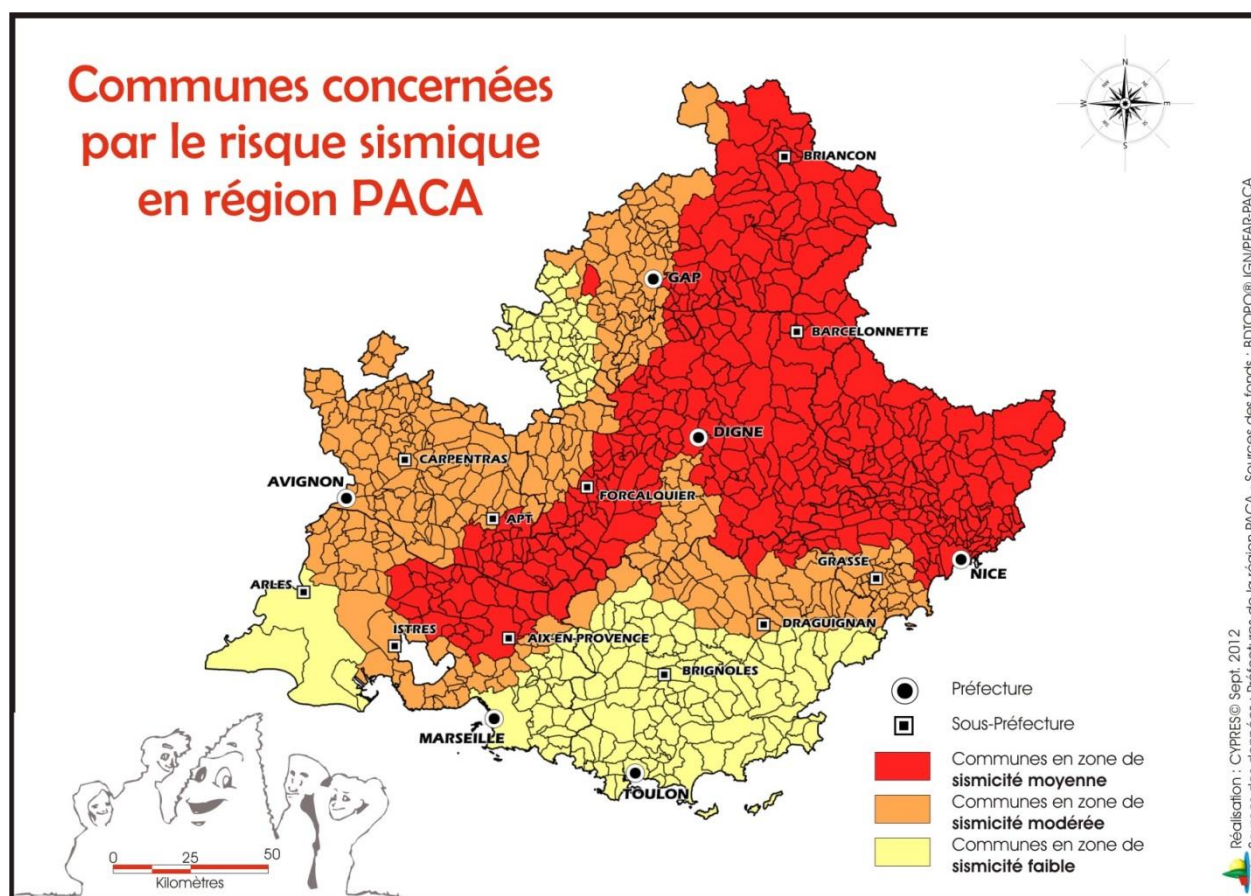 Communes concernées
par le risque sismique
en région PACA
N
W
E
S
BRIANCON
GAP
BARCELONNETTE
DIGNE
CARPENTRAS
AVIGNON
FORCALQUIER
APT
GRASSE
NICE
ARLES
ISTRES
AIX-EN-PROVENCE
DRAGUIGNAN
BRIGNOLES
MARSEILLE
TOULON
Préfecture
Sous-Préfecture
Communes en zone de
sismicité moyenne
Communes en zone de
sismicité modérée
Communes en zone de
sismicité faible
0 25 50
Kilomètres
Réalisation : CYPRES© Sept. 2012